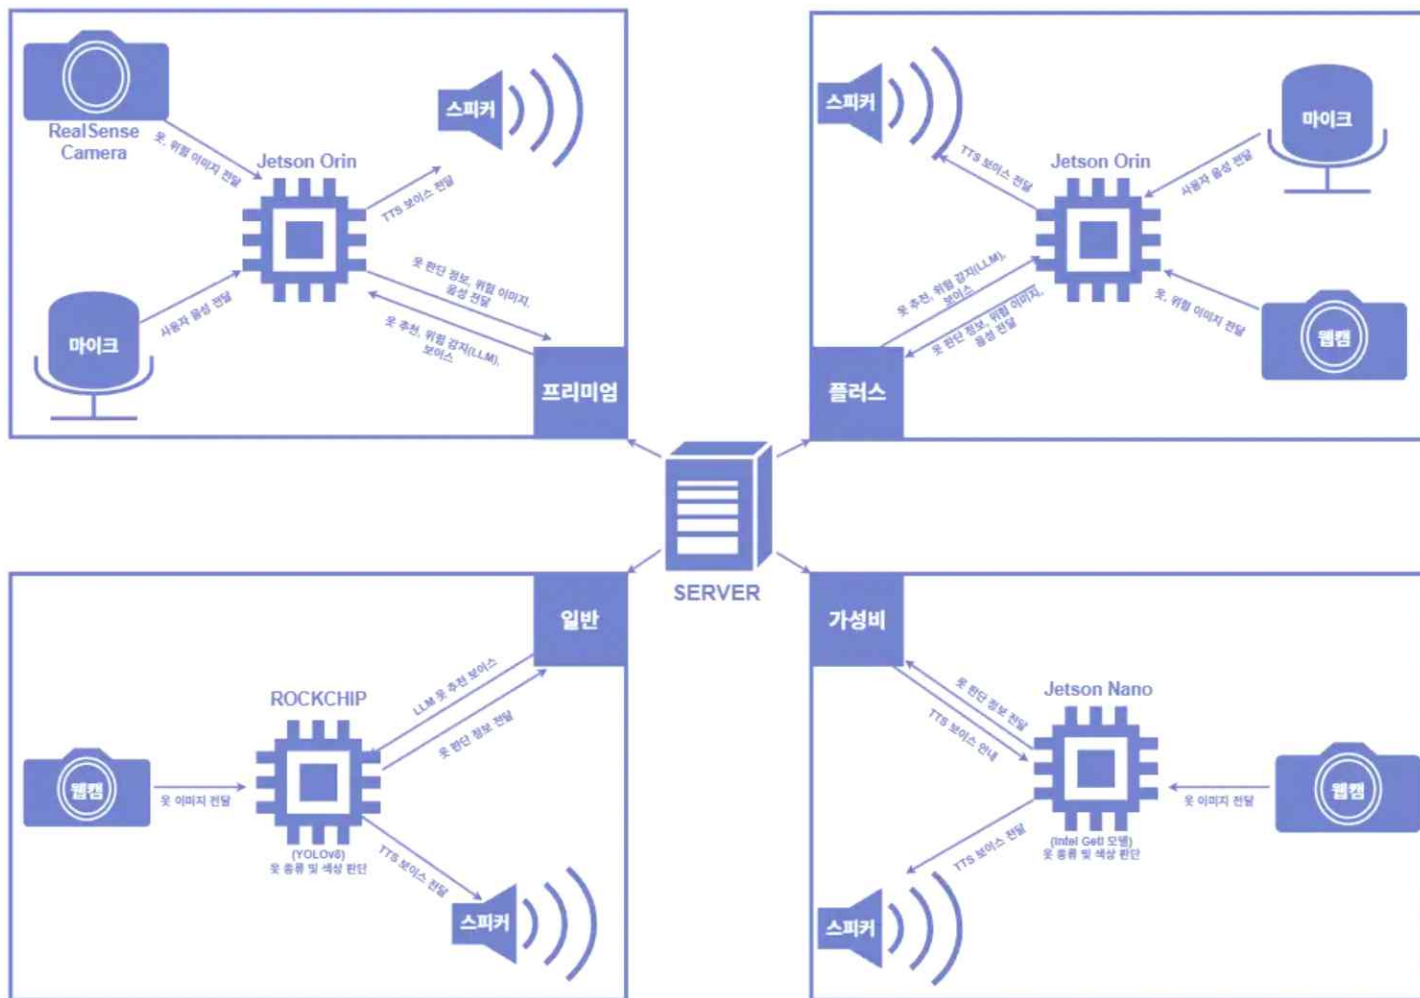 RealSense
Camera
옷, 위험 이미지 전달
Jetson Orin
스피커
TTS 보이스 전달
마이크
사용자 음성 전달
옷 판단 정보, 위험 이미지,
음성 전달
옷 추천, 위험 감지(LLM),
보이스
프리미엄
스피커
TTS 보이스 전달
Jetson Orin
마이크
사용자 음성 전달
옷 추천, 위험 감지(LLM),
보이스
옷 판단 정보, 위험 이미지,
음성 전달
옷, 위험 이미지 전달
웹캠
플러스
SERVER
일반
LLM 옷 추천 보이스
옷 판단 정보 전달
ROCKCHIP
웹캠
옷 이미지 전달
(YOLOv8)
옷 종류 및 색상 판단
TTS 보이스 전달
스피커
가성비
옷 판단 정보 전달
TTS 보이스 안내
Jetson Nano
옷 이미지 전달
웹캠
(Intel Geti 모델)
옷 종류 및 색상 판단
TTS 보이스 전달
스피커